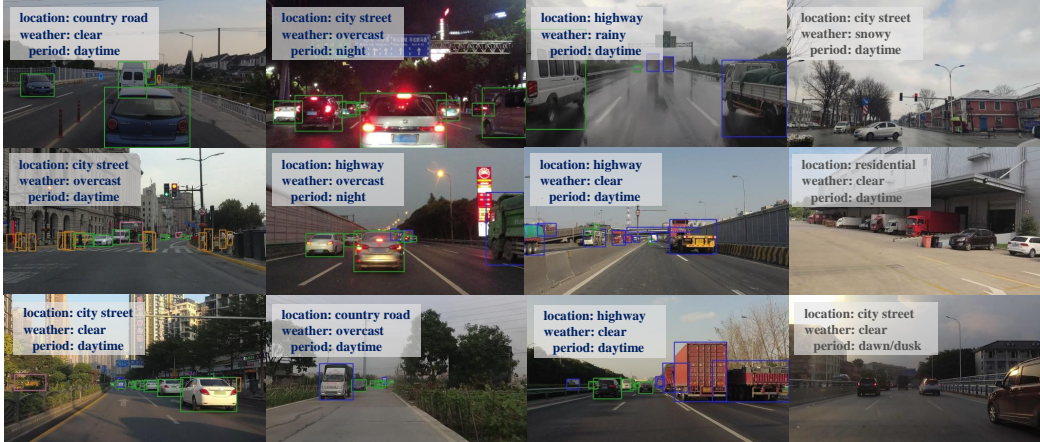 location: country road
weather: clear
period: daytime
location: city street
weather: overcast
period: night
location: highway
weather: rainy
period: daytime
location: city street
weather: snowy
period: daytime
location: city street
weather: overcast
period: daytime
location: highway
weather: overcast
period: night
location: highway
weather: clear
period: daytime
location: residential
weather: clear
period: daytime
location: city street
weather: clear
period: daytime
location: country road
weather: overcast
period: daytime
location: highway
weather: clear
period: daytime
location: city street
weather: clear
period: dawn/dusk